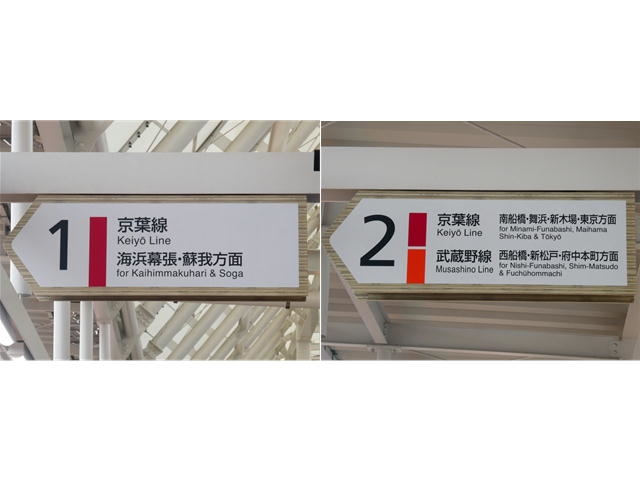 1
京葉線
Keiyō Line
海浜幕張・蘇我方面
for Kaihimmakuhari & Soga
2
京葉線
Keiyō Line
南船橋・舞浜・新木場・東京方面
for Minami-Funabashi, Maihama
Shin-Kiba & Tōkyō
武蔵野線
Musashino Line
西船橋・新松戸・府中本町方面
for Nishi-Funabashi, Shim-Matsudo
& Fuchūhommachi